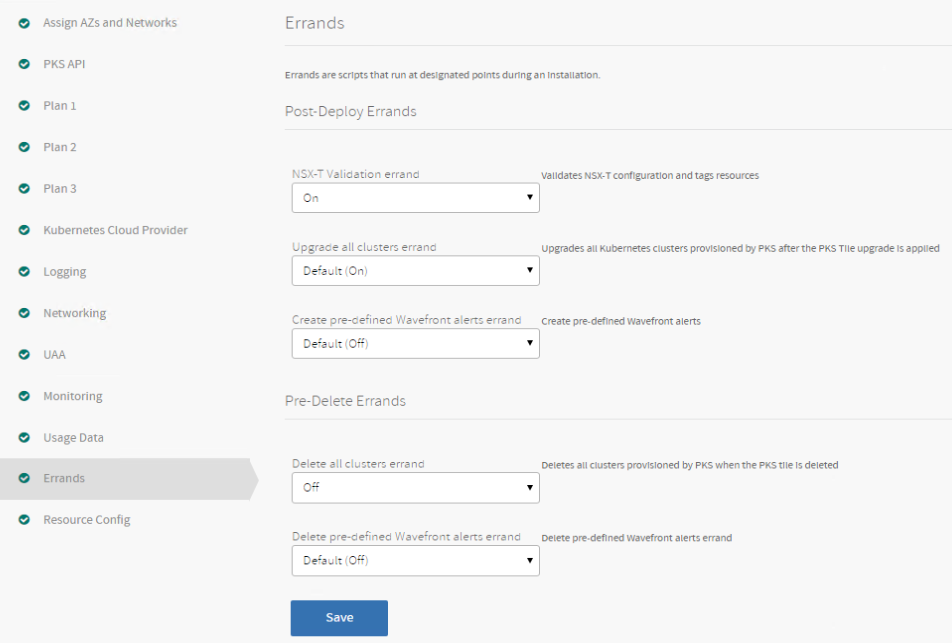 Assign AZs and Networks
PKS API
Plan 1
Plan 2
Plan 3
Kubernetes Cloud Provider
Logging
Networking
UAA
Monitoring
Usage Data
Errands
Resource Config
Errands
Errands are scripts that run at designated points during an installation.
Post-Deploy Errands
NSX-T Validation errand
Validates NSX-T configuration and tags resources
On
Upgrade all clusters errand
Upgrades all Kubernetes clusters provisioned by PKS after the PKS Tile upgrade is applied
Default (On)
Create pre-defined Wavefront alerts errand
Create pre-defined Wavefront alerts
Default (Off)
Pre-Delete Errands
Delete all clusters errand
Deletes all clusters provisioned by PKS when the PKS tile is deleted
Off
Delete pre-defined Wavefront alerts errand
Delete pre-defined Wavefront alerts errand
Default (Off)
Save